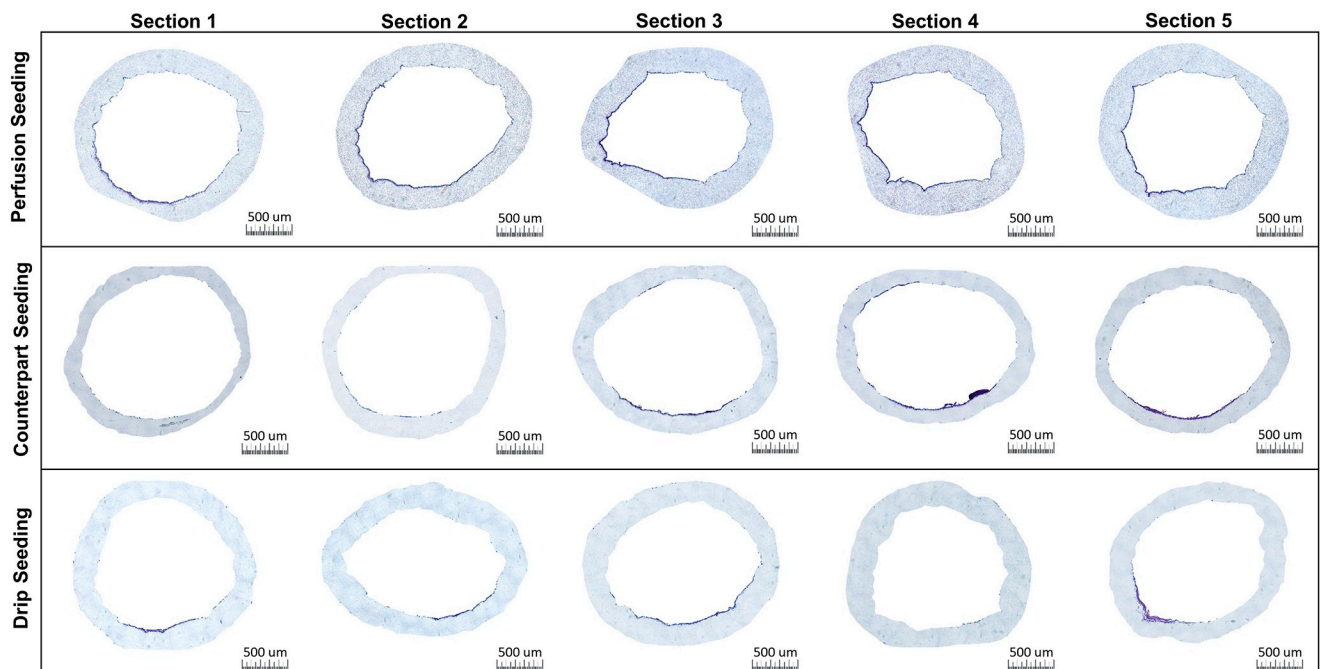 Section 1 Section 2 Section 3 Section 4 Section 5
Perfusion Seeding
500 um 500 um 500 um 500 um 500 um
Counterpart Seeding
500 um 500 um 500 um 500 um 500 um
Drip Seeding
500 um 500 um 500 um 500 um 500 um